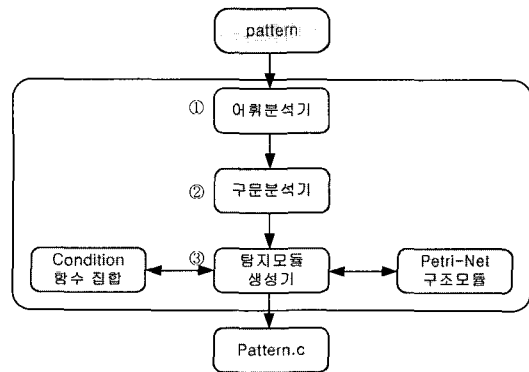 pattern
① 어휘분석기
② 구문분석기
Condition
함수 집합
③ 탐지모듈
생성기
Petri-Net
구조모듈
Pattern.c